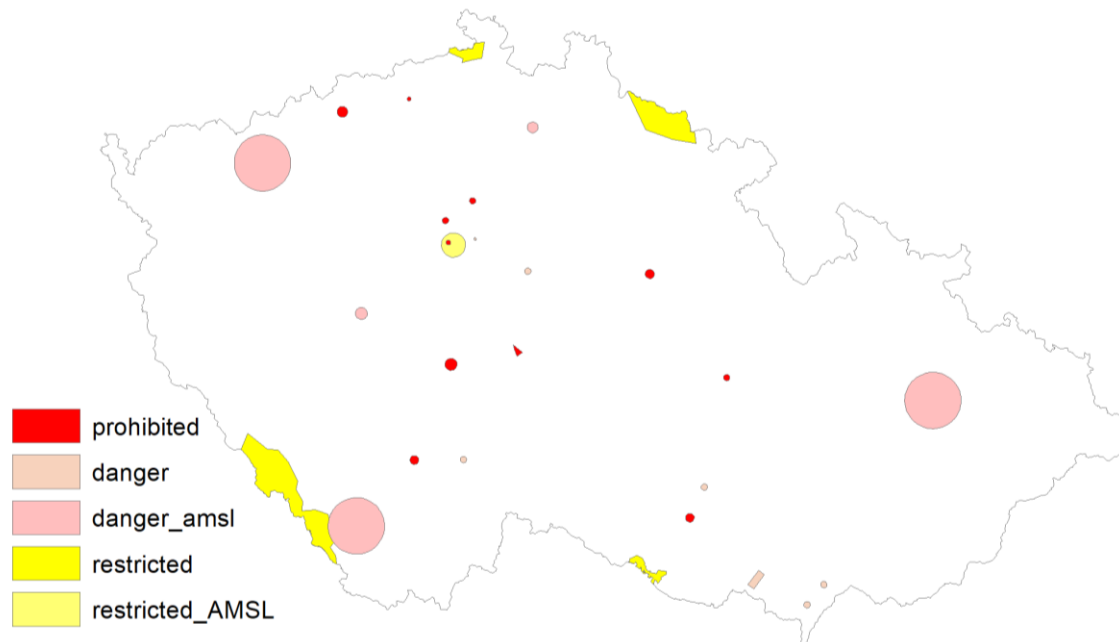 prohibited
danger
danger_amsl
restricted
restricted_AMSL